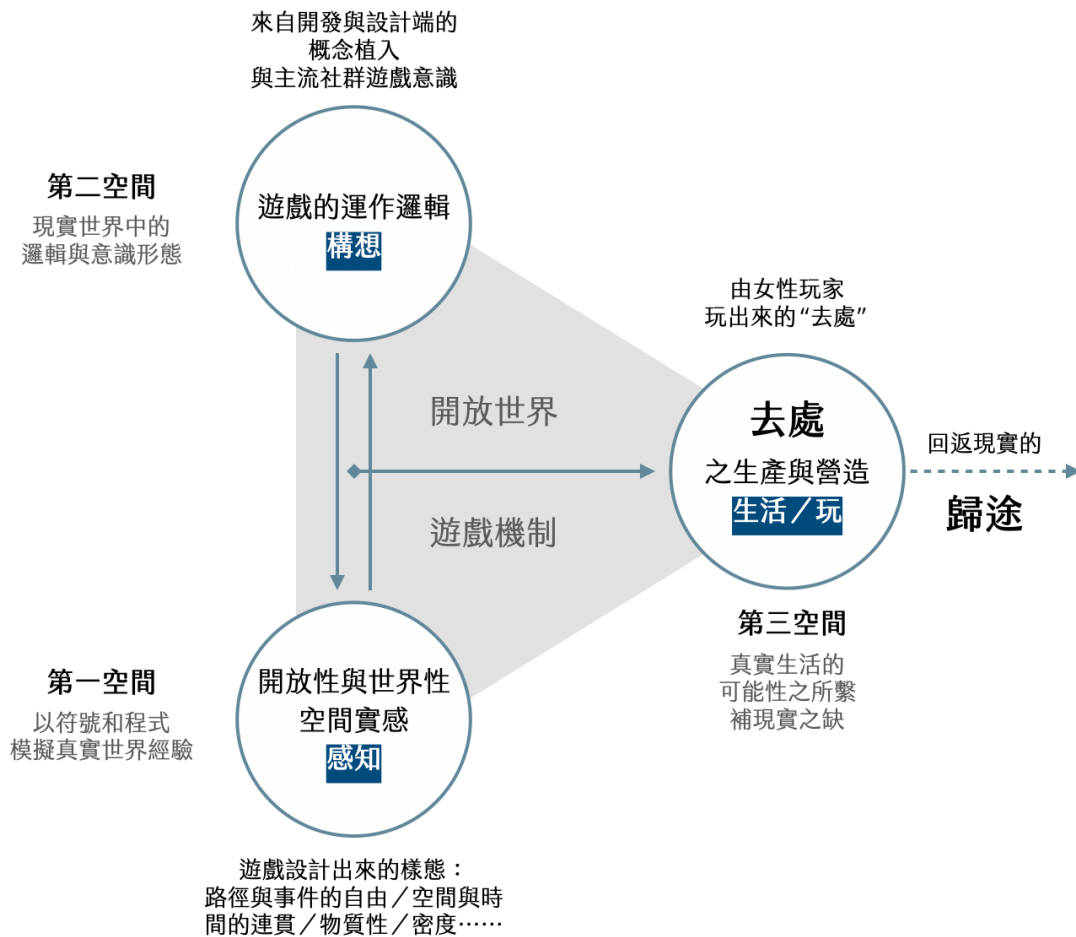 來自開發與設計端的
概念植入
與主流社群遊戲意識
第二空間
現實世界中的
邏輯與意識形態
遊戲的運作邏輯
構想
由女性玩家
玩出來的“去處”
開放世界
遊戲機制
去處
之生產與營造
生活／玩
回返現實的
歸途
第三空間
真實生活的
可能性之所繫
補現實之缺
第一空間
以符號和程式
模擬真實世界經驗
開放性與世界性
空間實感
感知
遊戲設計出來的樣態：
路徑與事件的自由／空間與時
間的連貫／物質性／密度⋯⋯